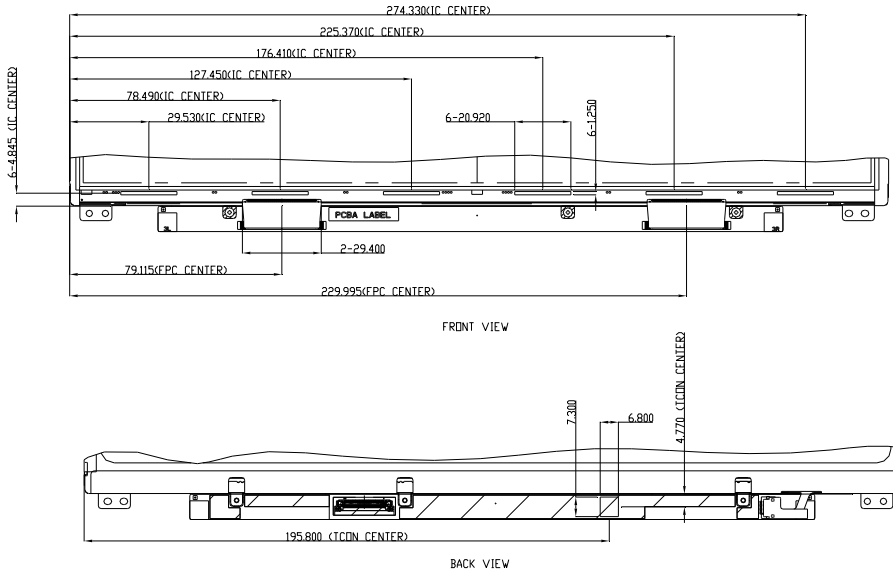 274.330(IC CENTER)
225.370(IC CENTER)
176.410(IC CENTER)
127.450(IC CENTER)
78.490(IC CENTER)
29.530(IC CENTER)
6-20.920
6-1.250
6-4.845 (IC CENTER)
PCBA LABEL
3L
3R
2-29.400
79.115(FPC CENTER)
229.995(FPC CENTER)
FRONT VIEW
7.300
6.800
4.770 (TCON CENTER)
195.800 (TCON CENTER)
BACK VIEW